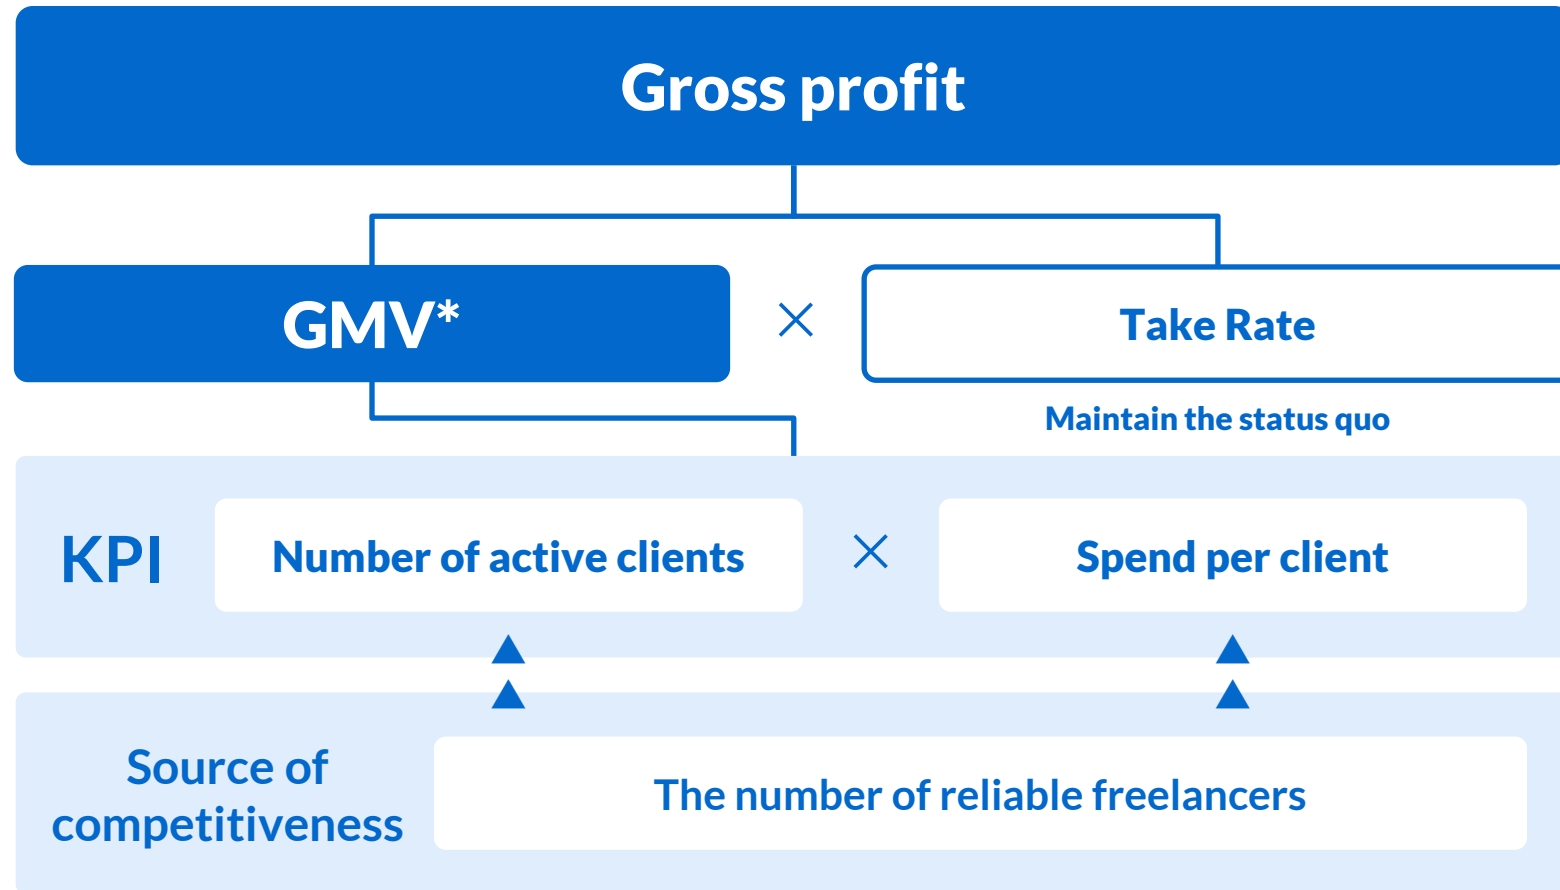 Gross profit
GMV*
×
Take Rate
Maintain the status quo
KPI
Number of active clients
×
Spend per client
Source of
competitiveness
The number of reliable freelancers